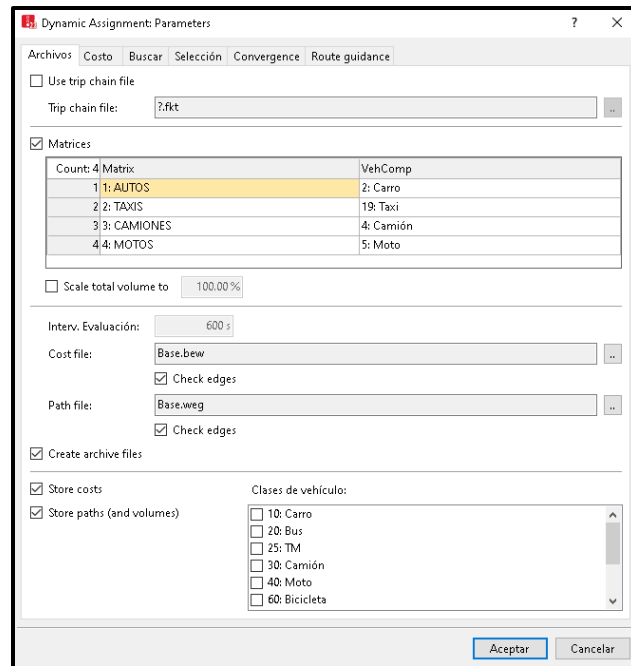 Dynamic Assignment: Parameters ? ×
Archivos Costo Buscar Selección Convergence Route guidance
Use trip chain file
Trip chain file: ?.fkt ..
Matrices
Count: 4 Matrix VehComp
1 1: AUTOS 2: Carro
2 2: TAXIS 19: Taxi
3 3: CAMIONES 4: Camión
4 4: MOTOS 5: Moto
Scale total volume to 100.00 %
Interv. Evaluación: 600 s
Cost file: Base.bew ..
Check edges
Path file: Base.weg ..
Check edges
Create archive files
Store costs Clases de vehículo:
Store paths (and volumes) 10: Carro
20: Bus
25: TM
30: Camión
40: Moto
60: Bicicleta
Aceptar Cancelar